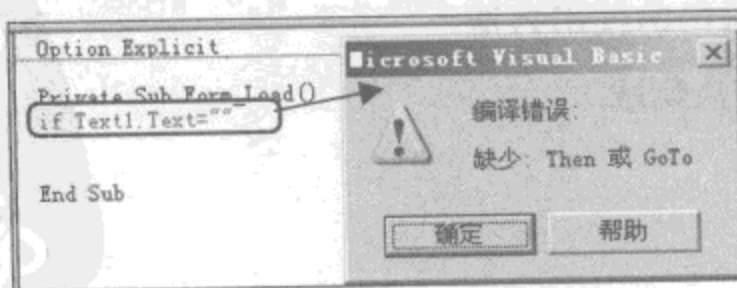 Option Explicit
Private Sub Form_Load()
if Text1.Text=""
End Sub
Microsoft Visual Basic
编译错误:
缺少: Then 或 GoTo
确定
帮助